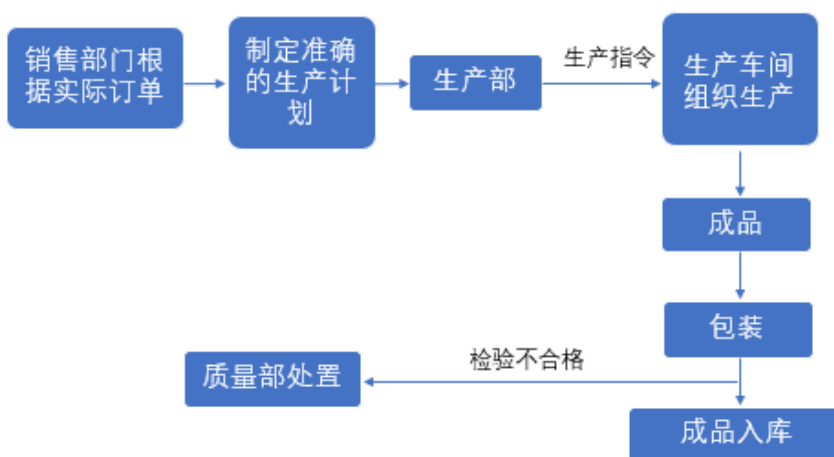 销售部门根
据实际订单
制定准确
的生产计
划
生产部
生产指令
生产车间
组织生产
成品
包装
检验不合格
质量部处置
成品入库